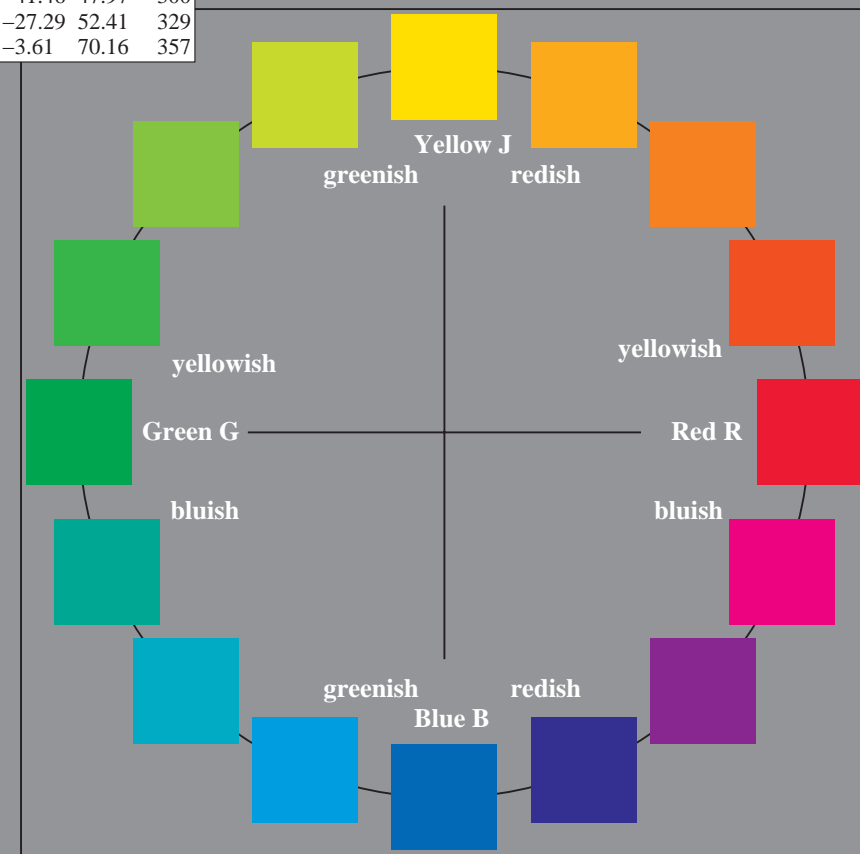 −27.29 52.41 329
−3.61 70.16 357
Yellow J
greenish redish
yellowish
yellowish
Green G
Red R
bluish
bluish
greenish redish
Blue B